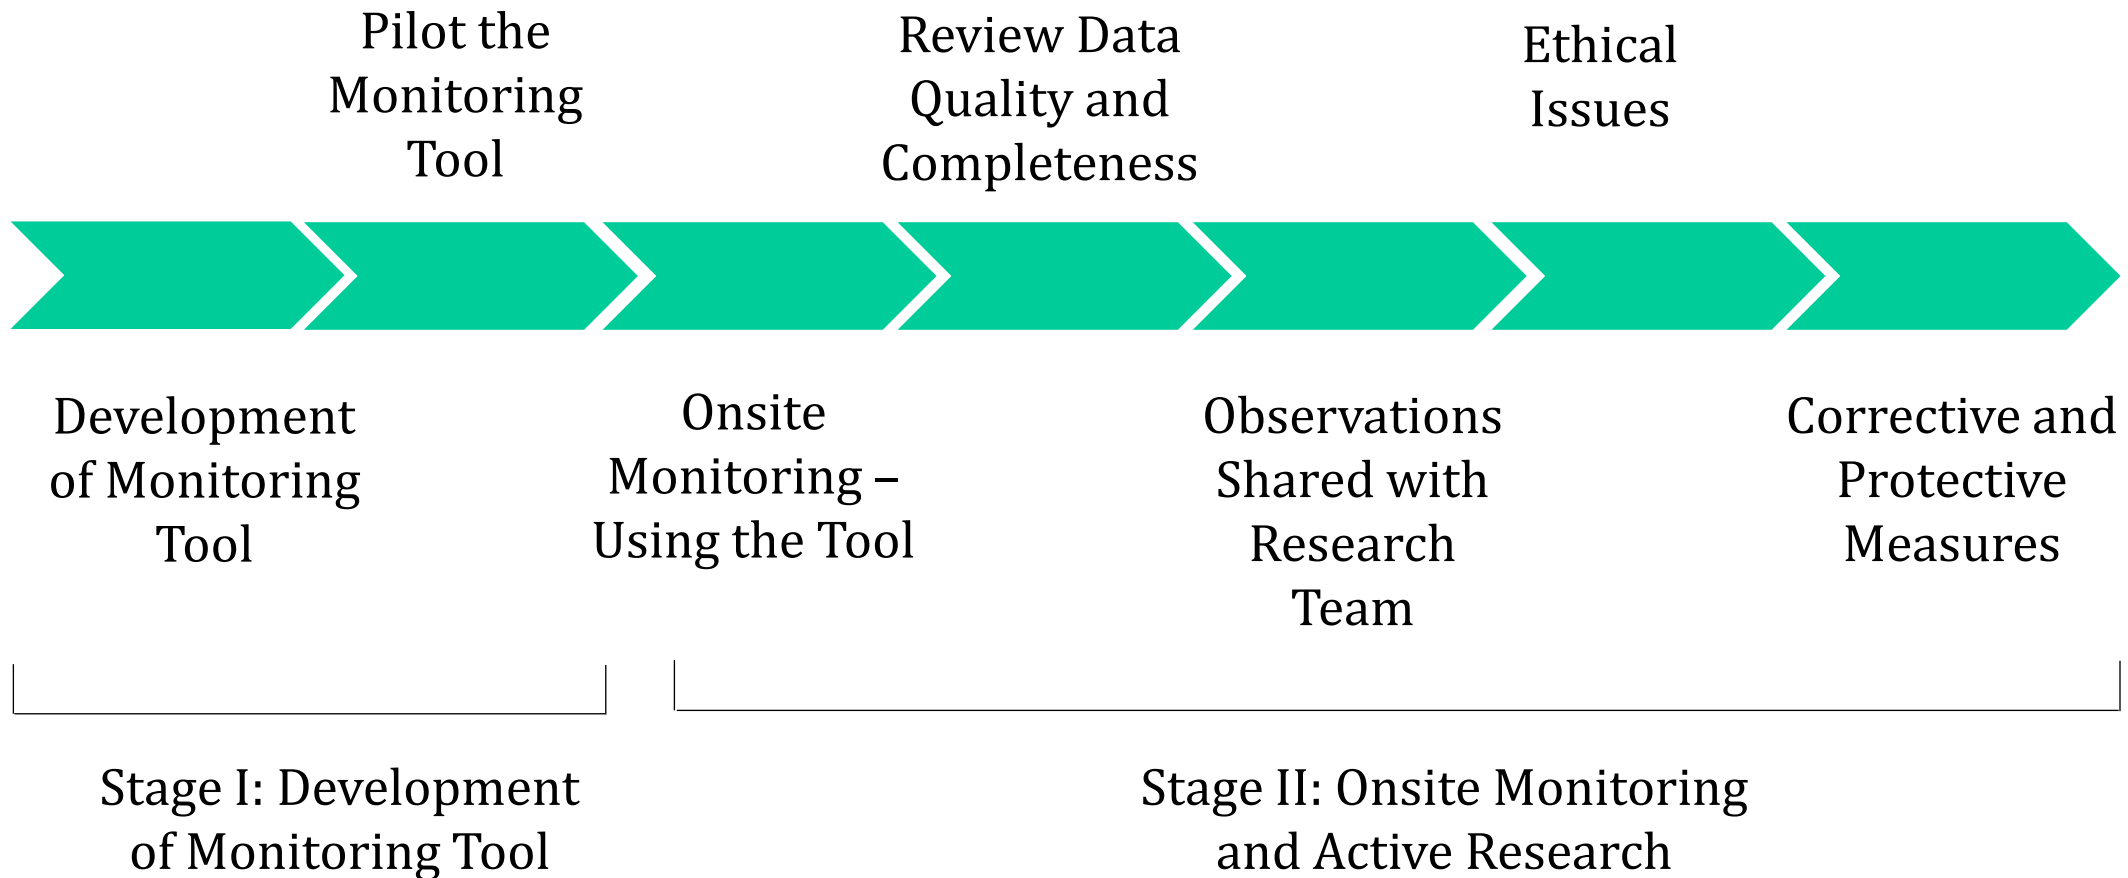 Pilot the
Monitoring
Tool
Review Data
Quality and
Completeness
Ethical
Issues
Development
of Monitoring
Tool
Onsite
Monitoring –
Using the Tool
Observations
Shared with
Research
Team
Corrective and
Protective
Measures
Stage I: Development
of Monitoring Tool
Stage II: Onsite Monitoring
and Active Research